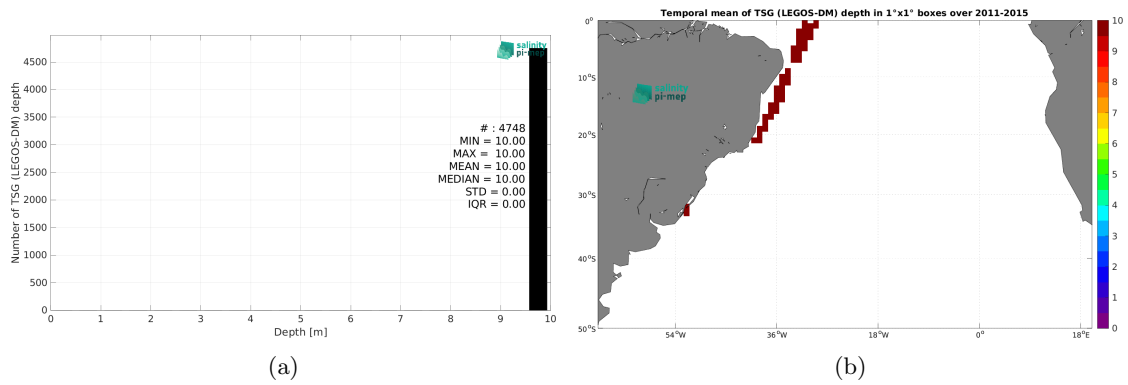 salinity
pi-mep
4500
4000
3500
3000
2500
2000
1500
1000
500
0
Number of TSG (LEGOS-DM) depth
# : 4748
MIN = 10.00
MAX = 10.00
MEAN = 10.00
MEDIAN = 10.00
STD = 0.00
IQR = 0.00
0 1 2 3 4 5 6 7 8 9 10
Depth [m]
(a)
Temporal mean of TSG (LEGOS-DM) depth in 1°x1° boxes over 2011-2015
0°
10°S
20°S
30°S
40°S
50°S
salinity
pi-mep
54°W 36°W 18°W 0° 18°E
10
9
8
7
6
5
4
3
2
1
0
(b)